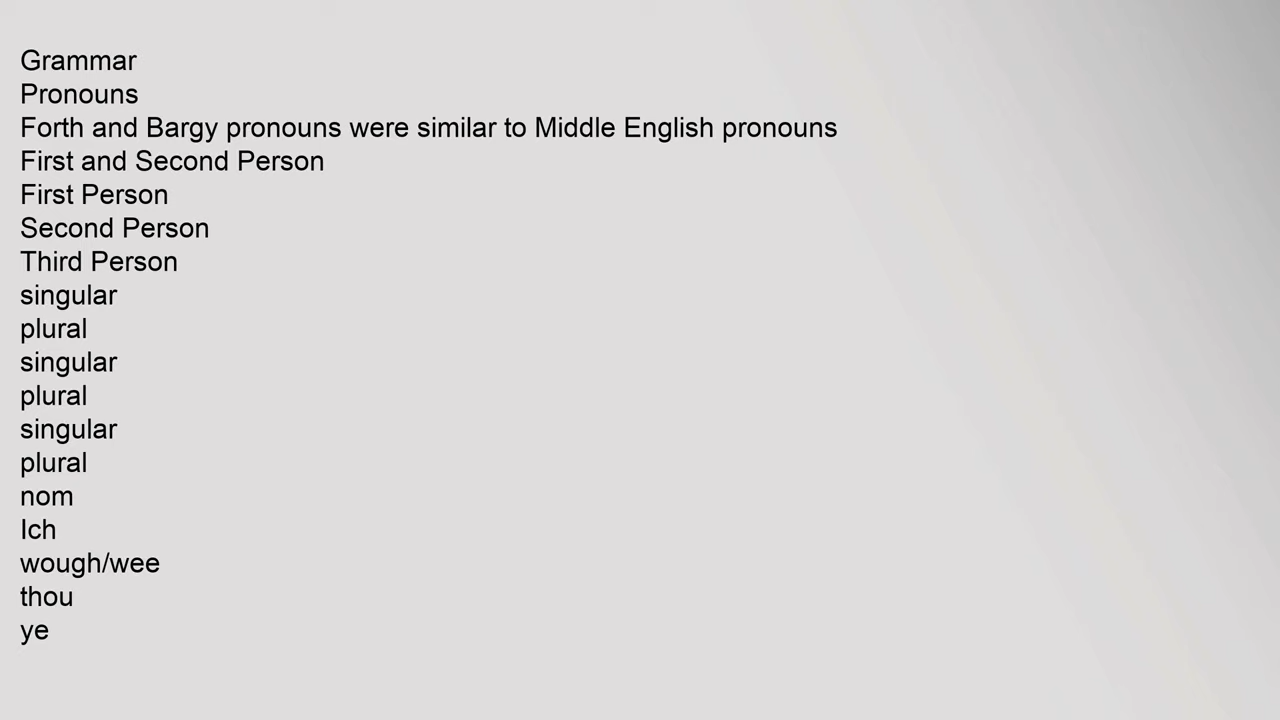 Grammar
Pronouns
Forth and Bargy pronouns were similar to Middle English pronouns
First and Second Person
First Person
Second Person
Third Person
singular
plural
singular
plural
singular
plural
nom
Ich
wough/wee
thou
ye